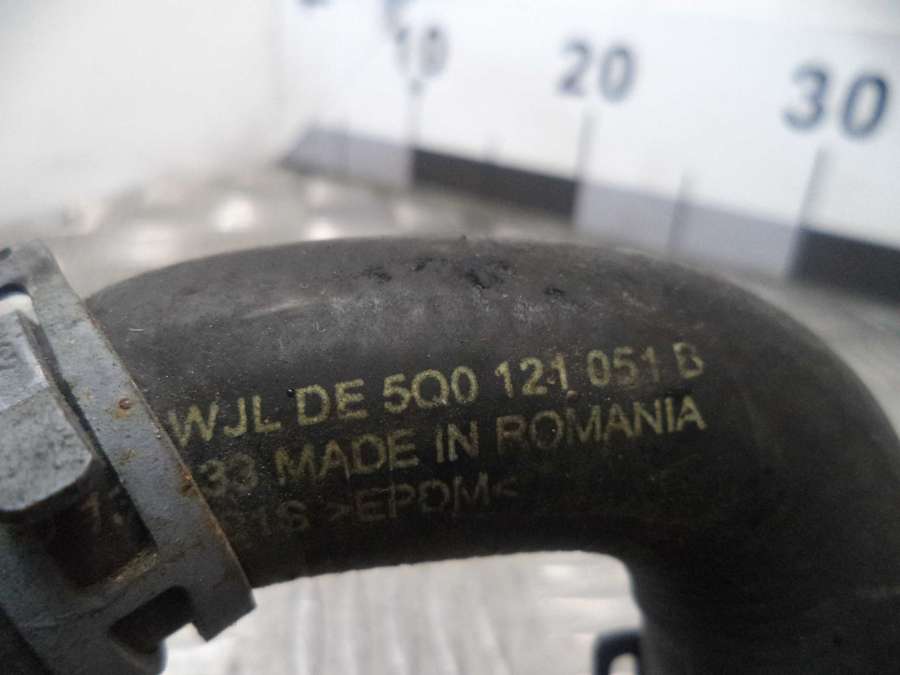 10 20 30
WJL DE 5Q0 121 051 B
33 MADE IN ROMANIA
>EPDM<